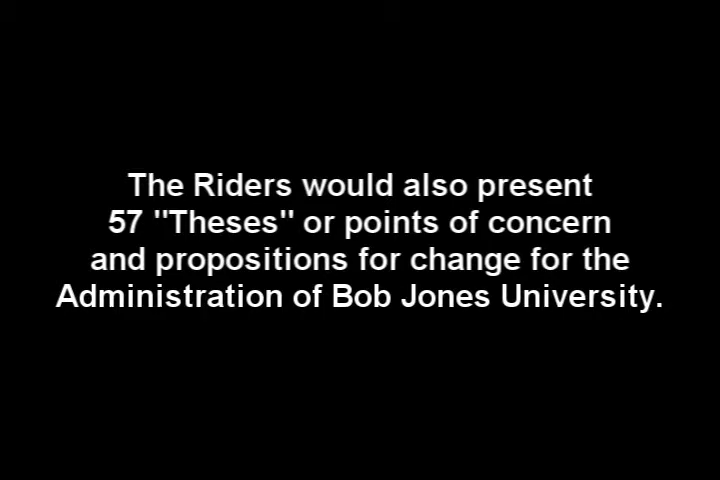 The Riders would also present
57 "Theses" or points of concern
and propositions for change for the
Administration of Bob Jones University.